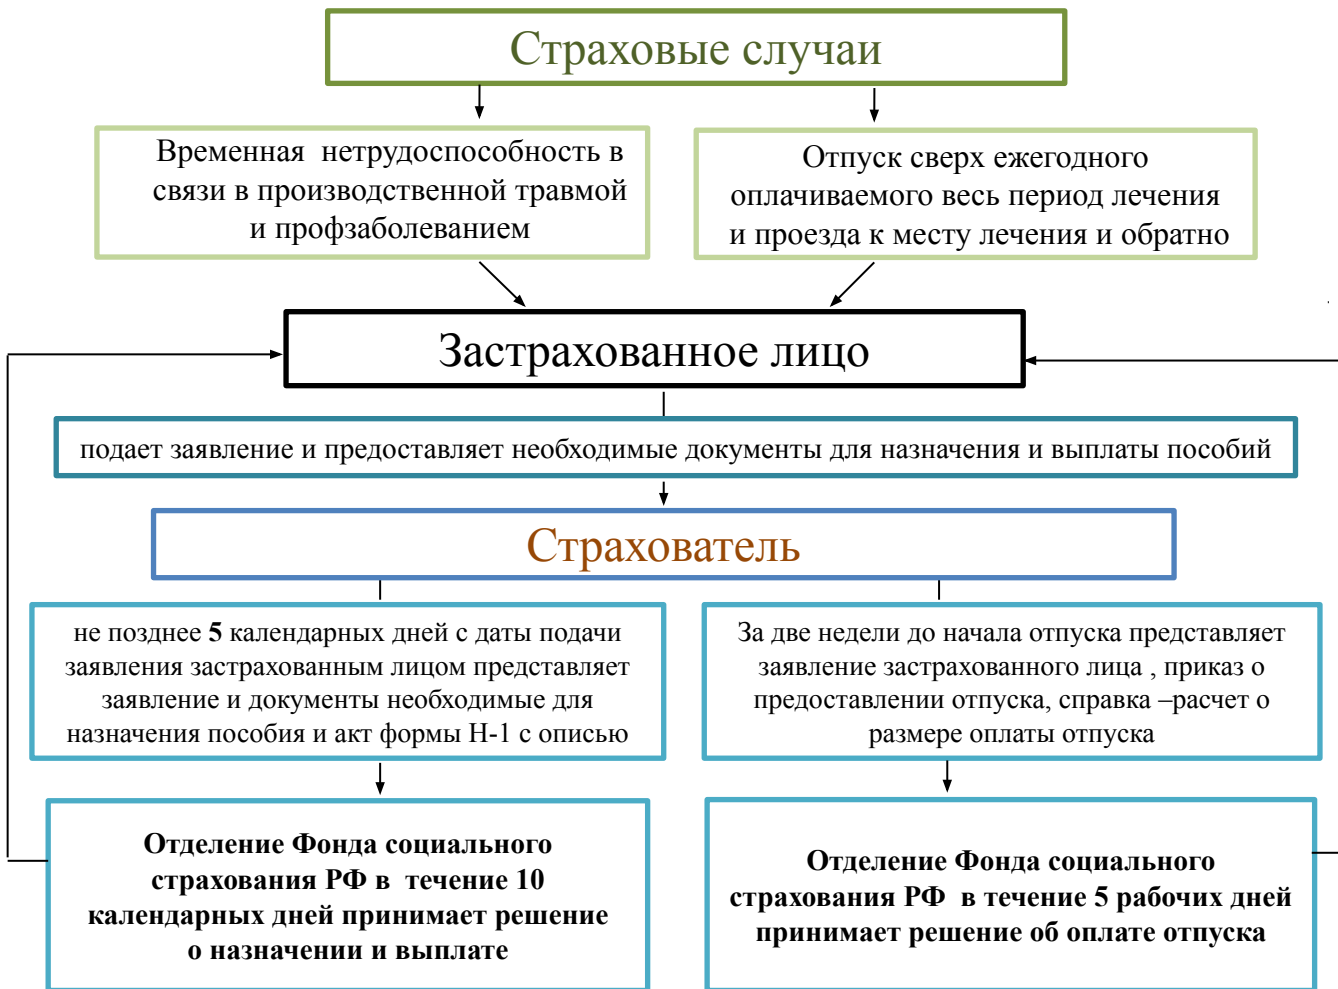 Страховые случаи
Временная нетрудоспособность в
связи в производственной травмой
и профзаболеванием
Отпуск сверх ежегодного
оплачиваемого весь период лечения
и проезда к месту лечения и обратно
Застрахованное лицо
подает заявление и предоставляет необходимые документы для назначения и выплаты пособий
Страхователь
не позднее 5 календарных дней с даты подачи
заявления застрахованным лицом представляет
заявление и документы необходимые для
назначения пособия и акт формы Н-1 с описью
За две недели до начала отпуска представляет
заявление застрахованного лица , приказ о
предоставлении отпуска, справка –расчет о
размере оплаты отпуска
Отделение Фонда социального
страхования РФ в течение 10
календарных дней принимает решение
о назначении и выплате
Отделение Фонда социального
страхования РФ в течение 5 рабочих дней
принимает решение об оплате отпуска